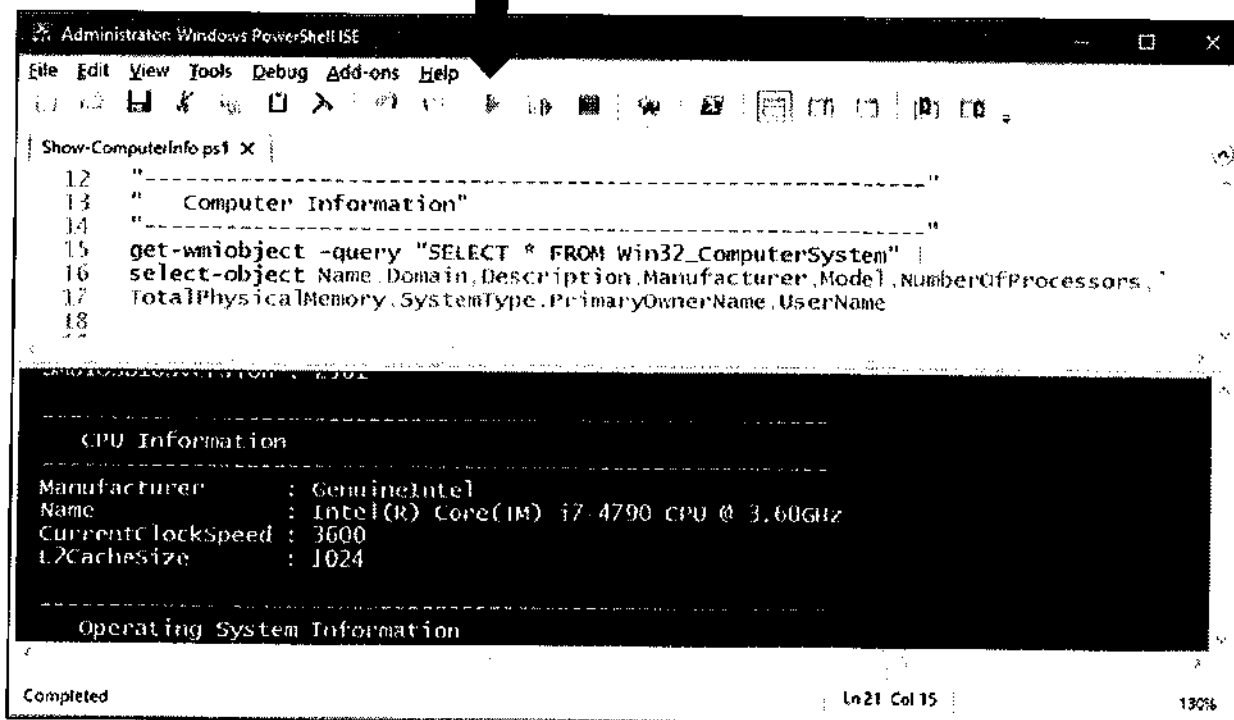 Administrator: Windows PowerShell ISE
File Edit View Tools Debug Add-ons Help
Show-ComputerInfo.ps1 X
12 "-----------------------------------------------------------"
13 "   Computer Information"
14 "-----------------------------------------------------------"
15 get-wmiobject -query "SELECT * FROM Win32_ComputerSystem" |
16 select-object Name,Domain,Description,Manufacturer,Model,NumberOfProcessors,`
17 TotalPhysicalMemory,SystemType,PrimaryOwnerName,UserName
18
CPU Information
Manufacturer : GenuineIntel
Name : Intel(R) Core(TM) i7-4790 CPU @ 3.60GHz
CurrentClockSpeed : 3600
L2CacheSize : 1024
Operating System Information
Completed Ln 21 Col 15 130%